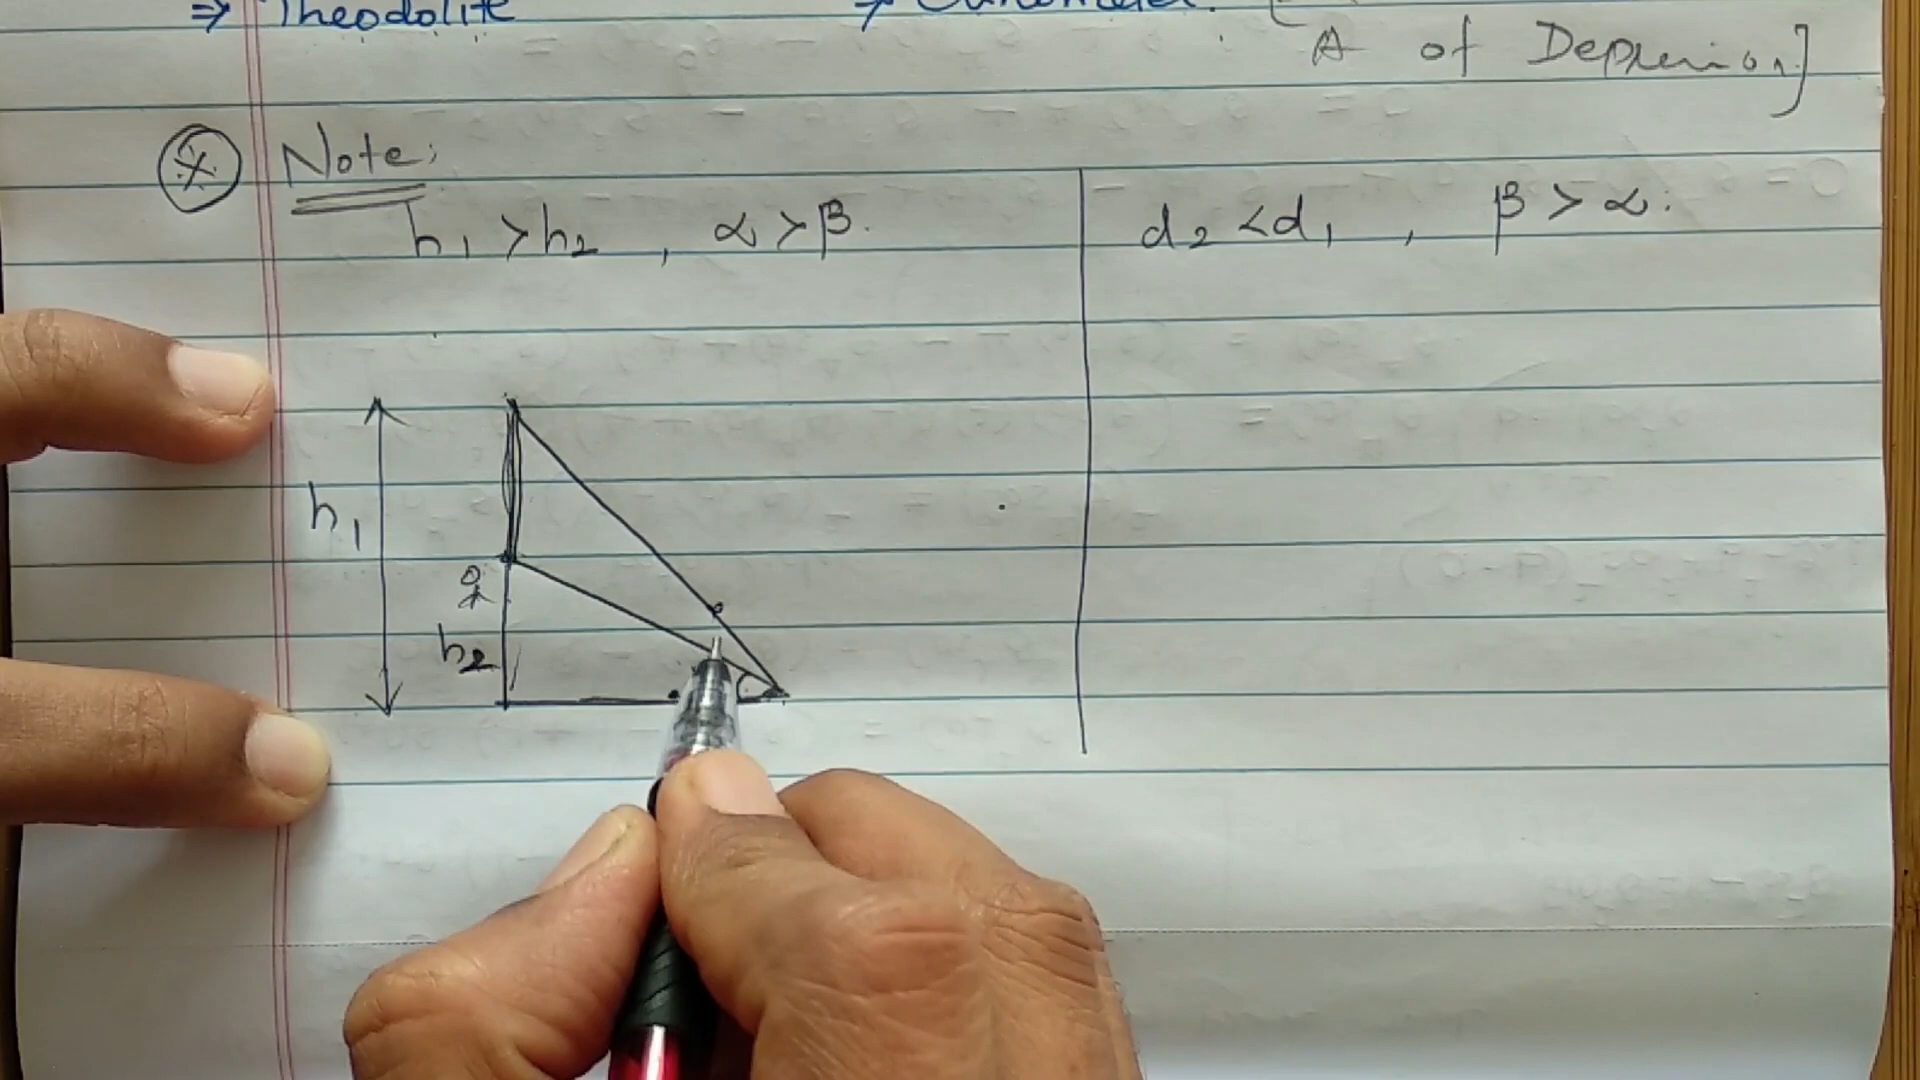 ⇒ Theodolite →
A of Depression]
* Note:
h₁ > h₂ , α > β.
d₂ < d₁ , β > α.
h₁
h₂